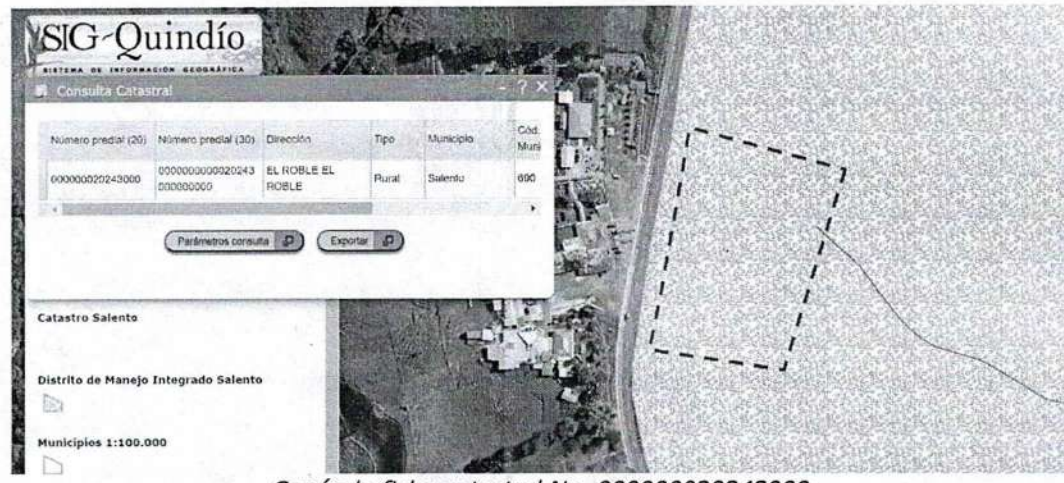 SIG-Quindío
SISTEMA DE INFORMACIÓN GEOGRÁFICA
Consulta Catastral
- ? ×
Número predial (20) Número predial (30) Dirección Tipo Municipio Cód. Muni
000000020243000 0000000000020243 000000000 EL ROBLE EL ROBLE Rural Salento 690
Parámetros consulta Exportar
Catastro Salento
Distrito de Manejo Integrado Salento
Municipios 1:100.000